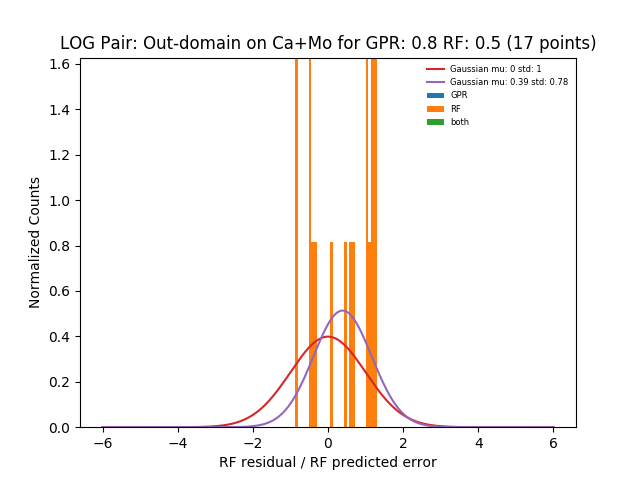 LOG Pair: Out-domain on Ca+Mo for GPR: 0.8 RF: 0.5 (17 points)
Gaussian mu: 0 std: 1
Gaussian mu: 0.39 std: 0.78
GPR
RF
both
Normalized Counts
1.6
1.4
1.2
1.0
0.8
0.6
0.4
0.2
0.0
−6
−4
−2
0
2
4
6
RF residual / RF predicted error